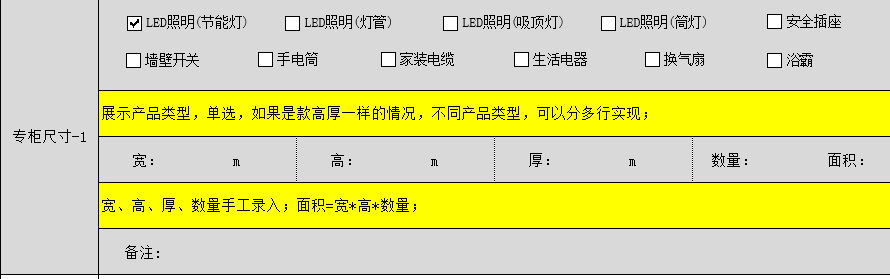 LED照明(节能灯) LED照明(灯管) LED照明(吸顶灯) LED照明(筒灯) 安全插座
墙壁开关 手电筒 家装电缆 生活电器 换气扇 浴霸
展示产品类型，单选，如果是款高厚一样的情况，不同产品类型，可以分多行实现；
专柜尺寸-1
宽： m 高： m 厚： m 数量： 面积：
宽、高、厚、数量手工录入；面积=宽*高*数量；
备注：